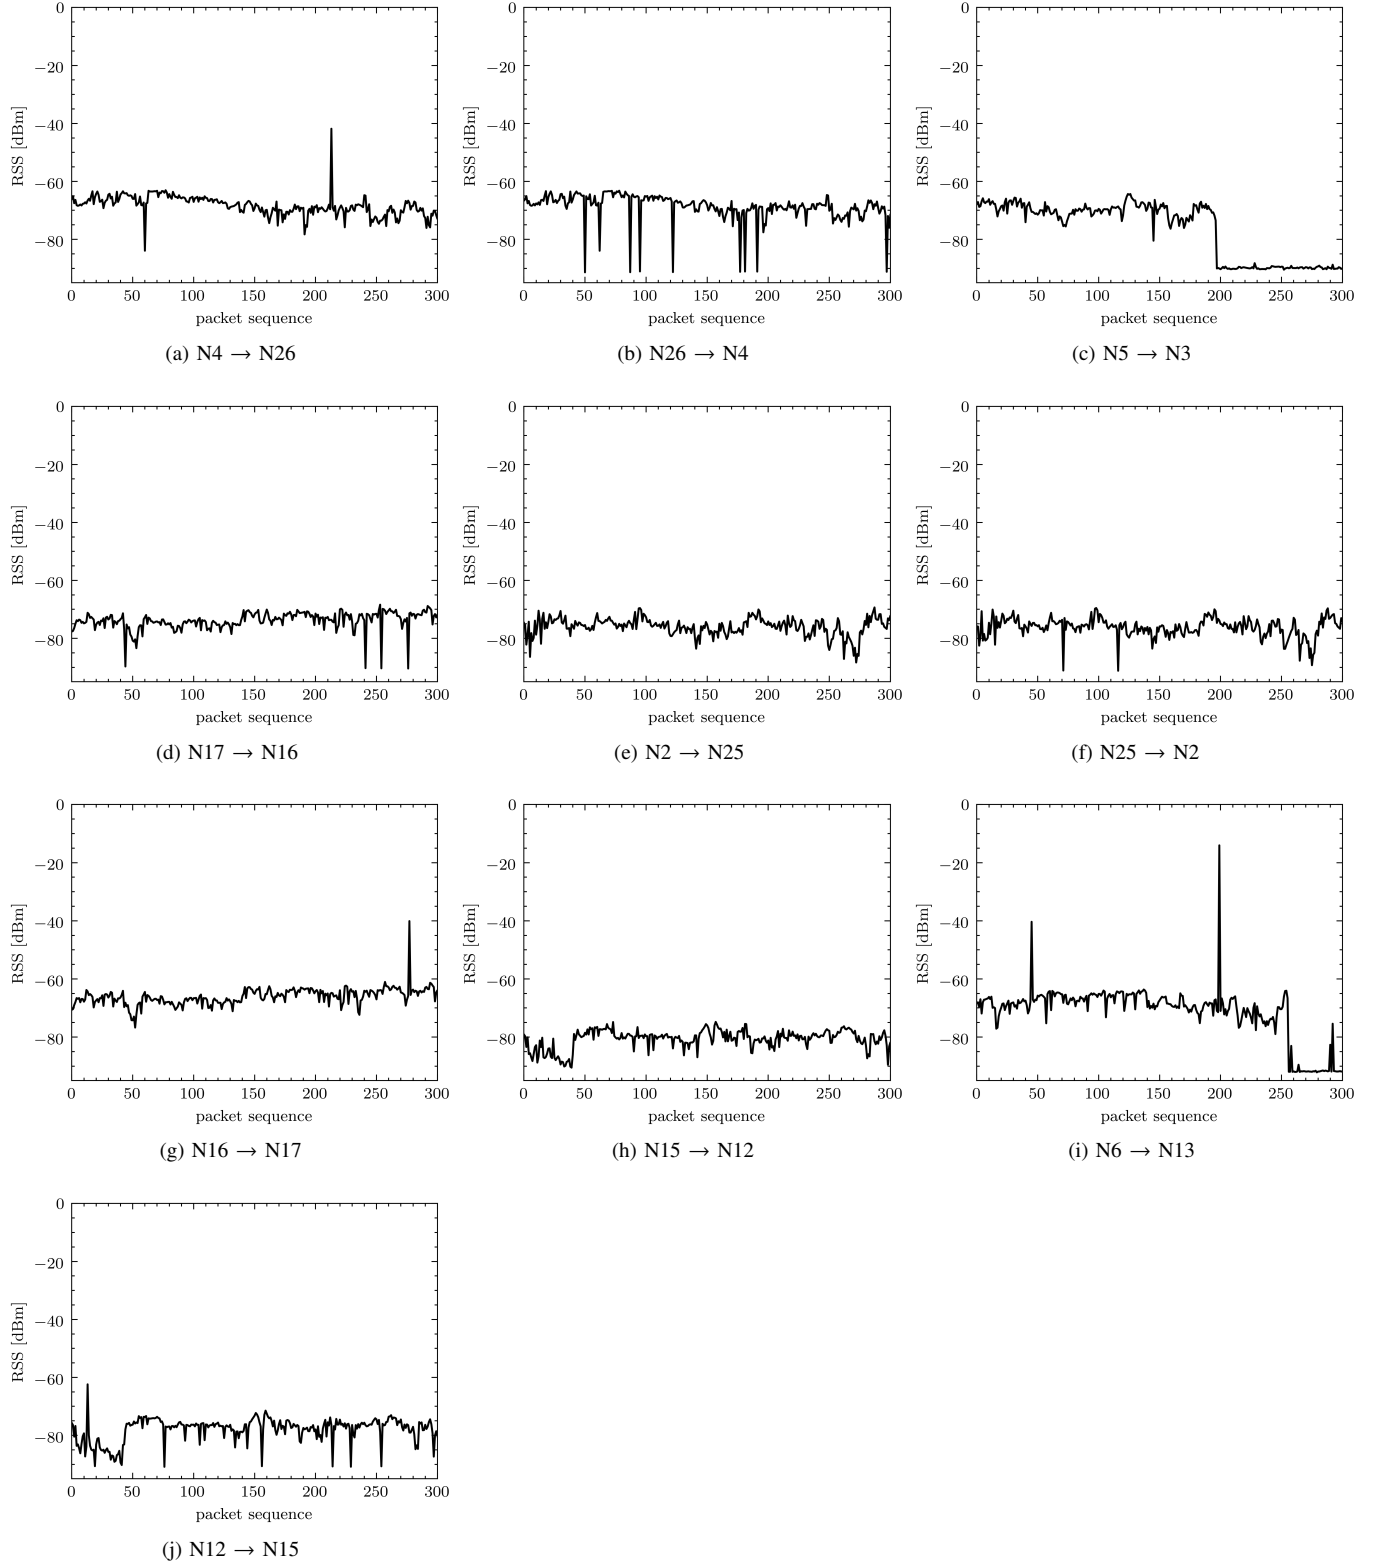 0
−20
−40
−60
−80
RSS [dBm]
0 50 100 150 200 250 300
packet sequence
(a) N4 → N26
0
−20
−40
−60
−80
RSS [dBm]
0 50 100 150 200 250 300
packet sequence
(b) N26 → N4
0
−20
−40
−60
−80
RSS [dBm]
0 50 100 150 200 250 300
packet sequence
(c) N5 → N3
0
−20
−40
−60
−80
RSS [dBm]
0 50 100 150 200 250 300
packet sequence
(d) N17 → N16
0
−20
−40
−60
−80
RSS [dBm]
0 50 100 150 200 250 300
packet sequence
(e) N2 → N25
0
−20
−40
−60
−80
RSS [dBm]
0 50 100 150 200 250 300
packet sequence
(f) N25 → N2
0
−20
−40
−60
−80
RSS [dBm]
0 50 100 150 200 250 300
packet sequence
(g) N16 → N17
0
−20
−40
−60
−80
RSS [dBm]
0 50 100 150 200 250 300
packet sequence
(h) N15 → N12
0
−20
−40
−60
−80
RSS [dBm]
0 50 100 150 200 250 300
packet sequence
(i) N6 → N13
0
−20
−40
−60
−80
RSS [dBm]
0 50 100 150 200 250 300
packet sequence
(j) N12 → N15